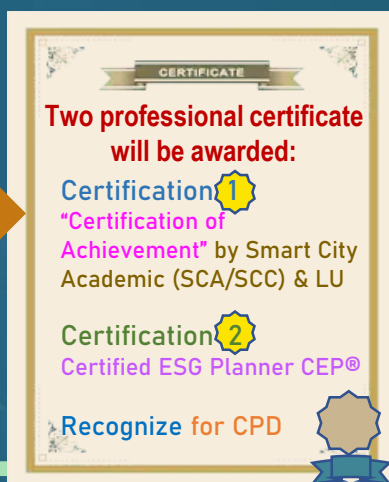 CERTIFICATE
Two professional certificate
will be awarded:
Certification 1
“Certification of
Achievement” by Smart City
Academic (SCA/SCC) & LU
Certification 2
Certified ESG Planner CEP®
Recognize for CPD